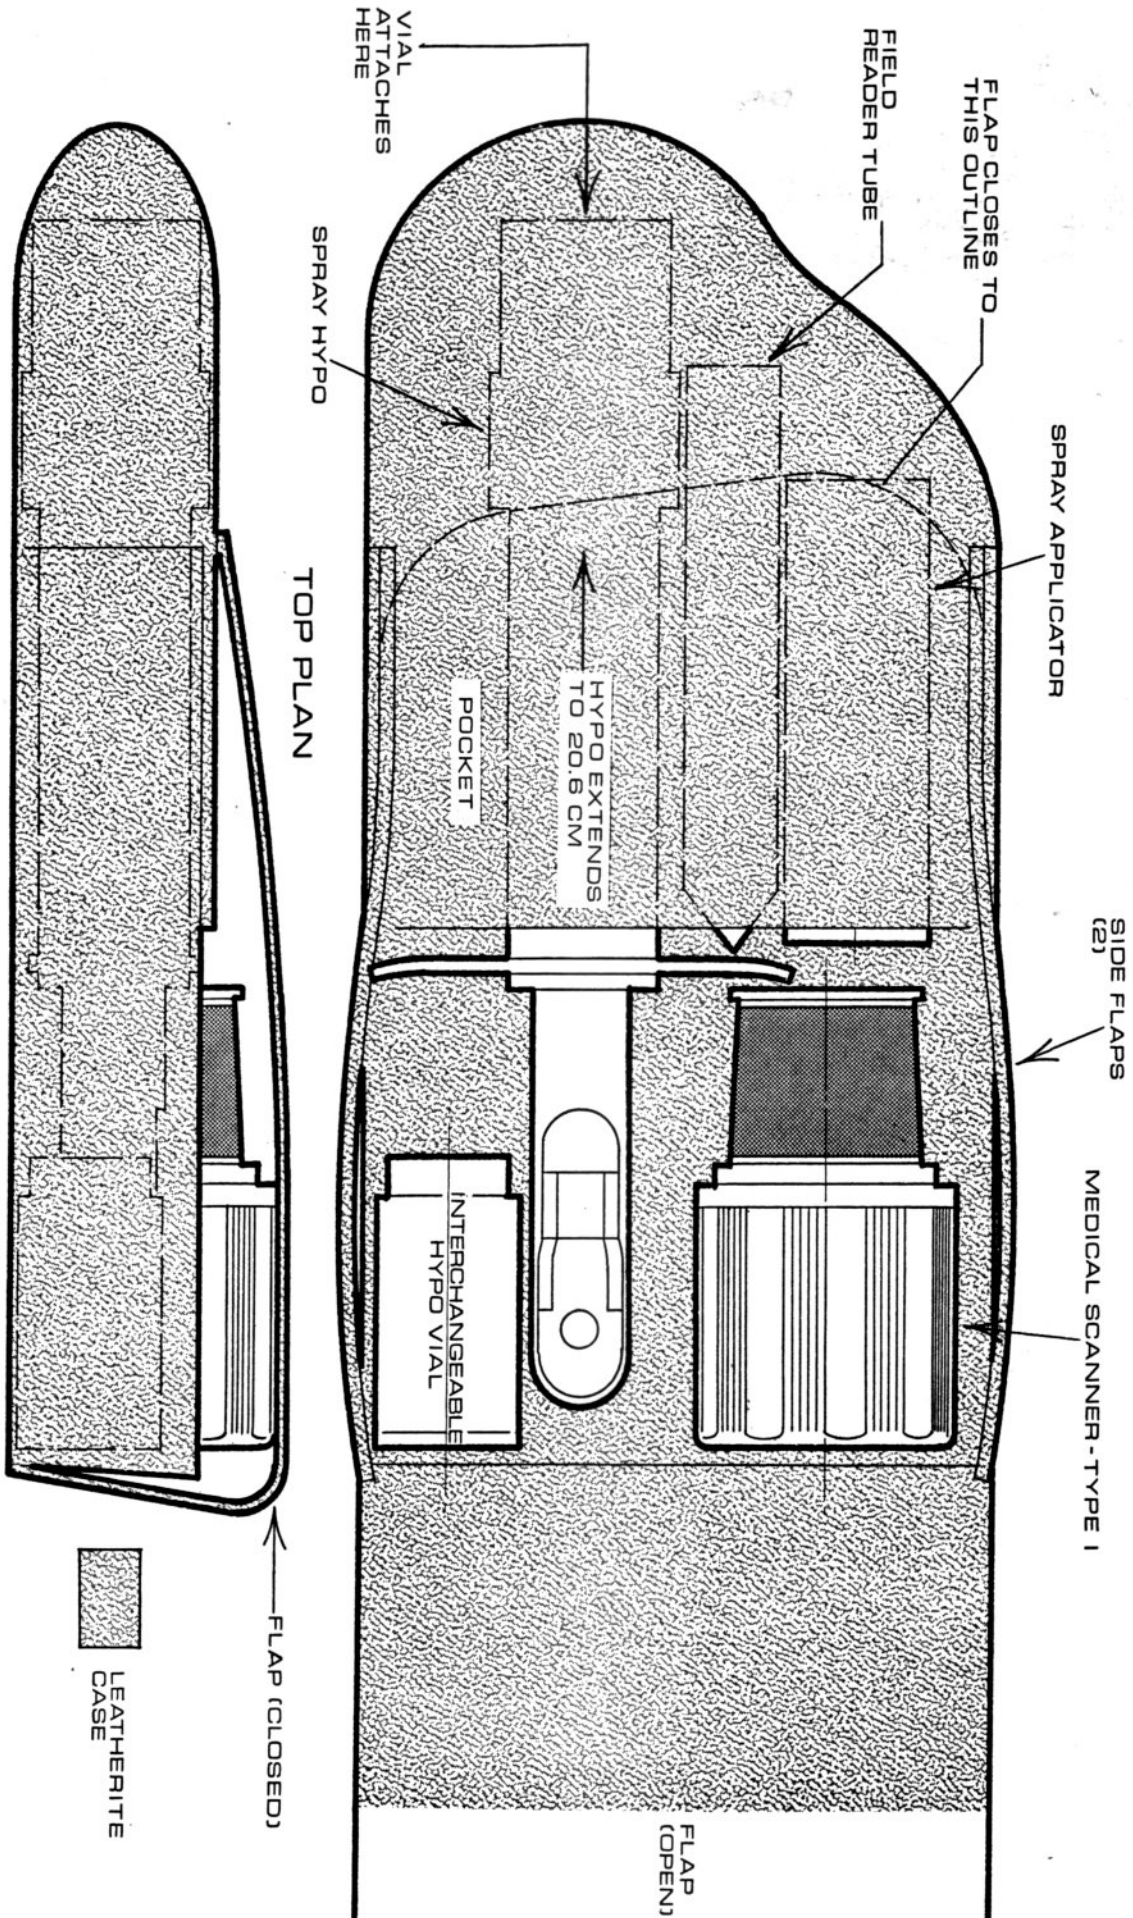 VIAL
ATTACHES
HERE
FIELD
READER TUBE
FLAP CLOSES TO
THIS OUTLINE
SPRAY HYPO
SPRAY APPLICATOR
TOP PLAN
POCKET
HYPO EXTENDS
TO 20.6 CM
SIDE FLAPS
(2)
MEDICAL SCANNER-TYPE I
INTERCHANGEABLE
HYPO VIAL
FLAP (CLOSED)
LEATHERITE
CASE
FLAP
(OPEN)